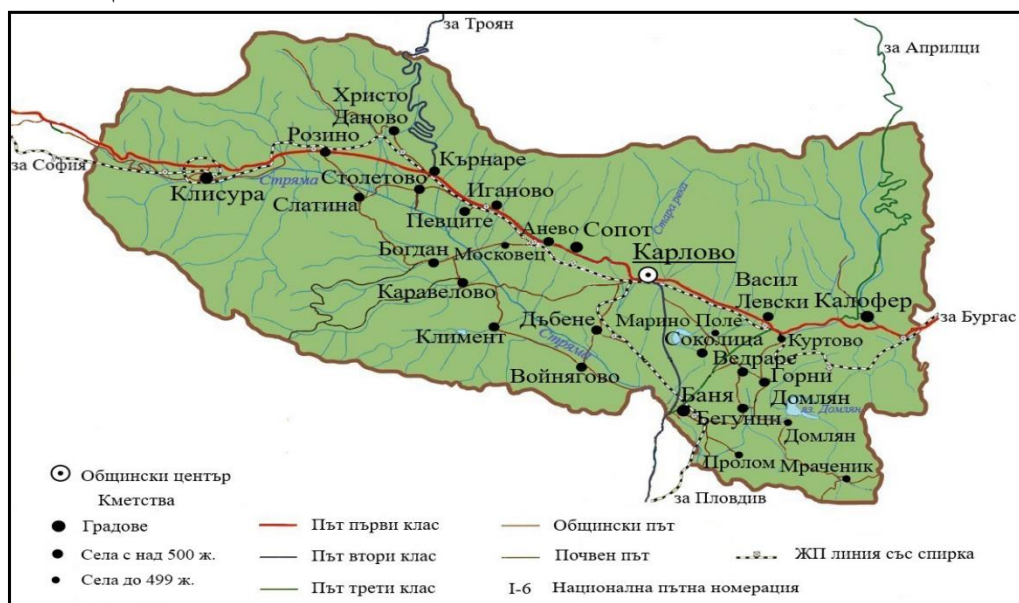 за Троян
за Априлци
Христо
Даново
Розино
Кърнаре
за София
Столетово
Стряма
Иганово
Клисура
Слатина
Певците
Стара река
Анево
Сопот
Богдан
Московец
Карлово
Васил
Левски
Калофер
Каравелово
за Бургас
Дъбене
Марино Поле
Климент
Соколица
Куртово
Стряма
Ведраре
Войнягово
Горни
Домлян
Баня
Бегунци
яз. Домлян
Домлян
Пролом
Мраченик
за Пловдив
Общински център
Кметства
Градове
Път първи клас
Общински път
Села с над 500 ж.
Път втори клас
Почвен път
ЖП линия със спирка
Села до 499 ж.
Път трети клас
I-6 Национална пътна номерация